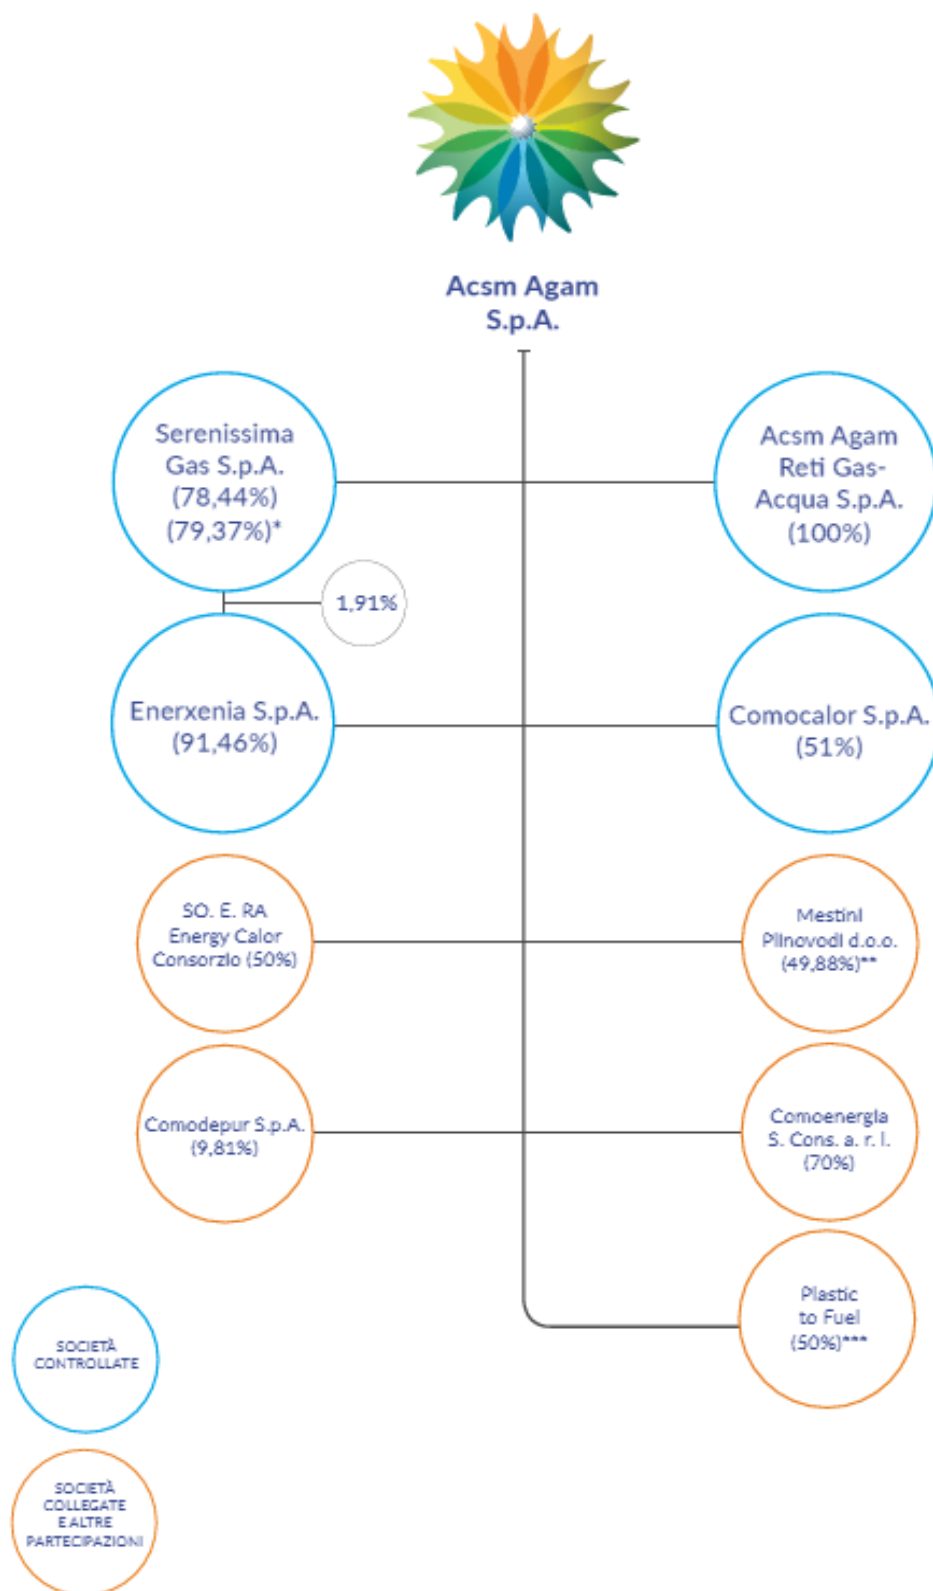 Acsm Agam
S.p.A.
Serenissima
Gas S.p.A.
(78,44%)
(79,37%)*
Acsm Agam
Reti Gas-
Acqua S.p.A.
(100%)
1,91%
Enerxenia S.p.A.
(91,46%)
Comocalor S.p.A.
(51%)
SO. E. RA
Energy Calor
Consorzio (50%)
Mestini
Plinovodi d.o.o.
(49,88%)**
Comodepur S.p.A.
(9,81%)
Comoenergia
S. Cons. a. r. l.
(70%)
Plastic
to Fuel
(50%)***
SOCIETÀ
CONTROLLATE
SOCIETÀ
COLLEGATE
E ALTRE
PARTECIPAZIONI